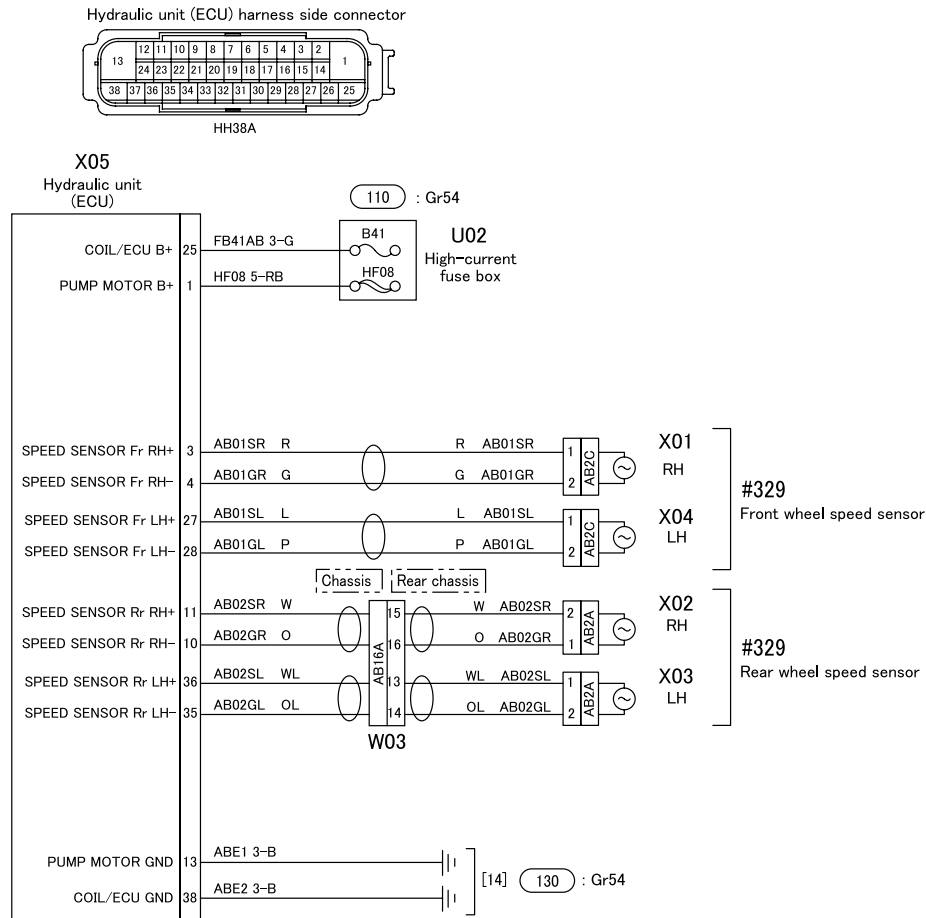 Hydraulic unit (ECU) harness side connector
12 11 10 9 8 7 6 5 4 3 2
13 1
24 23 22 21 20 19 18 17 16 15 14
38 37 36 35 34 33 32 31 30 29 28 27 26 25
HH38A
X05
Hydraulic unit
(ECU)
110 : Gr54
B41
U02
High-current
fuse box
HF08
COIL/ECU B+ 25 FB41AB 3-G
PUMP MOTOR B+ 1 HF08 5-RB
SPEED SENSOR Fr RH+ 3 AB01SR R R AB01SR 1
SPEED SENSOR Fr RH- 4 AB01GR G G AB01GR 2
AB2C
X01
RH
SPEED SENSOR Fr LH+ 27 AB01SL L L AB01SL 1
SPEED SENSOR Fr LH- 28 AB01GL P P AB01GL 2
AB2C
X04
LH
#329
Front wheel speed sensor
Chassis Rear chassis
SPEED SENSOR Rr RH+ 11 AB02SR W 15 W AB02SR 2
SPEED SENSOR Rr RH- 10 AB02GR O 16 O AB02GR 1
AB2A
X02
RH
AB16A
SPEED SENSOR Rr LH+ 36 AB02SL WL 13 WL AB02SL 1
SPEED SENSOR Rr LH- 35 AB02GL OL 14 OL AB02GL 2
AB2A
X03
LH
#329
Rear wheel speed sensor
W03
PUMP MOTOR GND 13 ABE1 3-B
COIL/ECU GND 38 ABE2 3-B
[14] 130 : Gr54